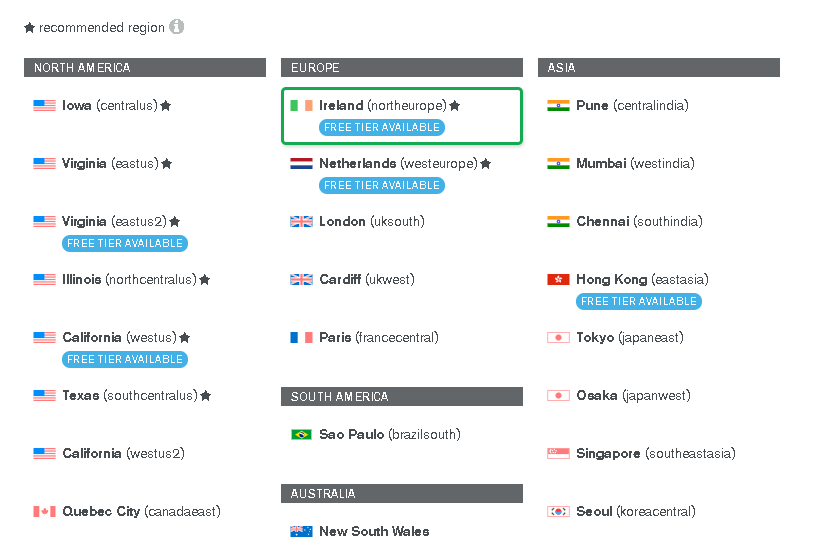 ★ recommended region i
NORTH AMERICA
Iowa (centralus) ★
Virginia (eastus) ★
Virginia (eastus2) ★
FREE TIER AVAILABLE
Illinois (northcentralus) ★
California (westus) ★
FREE TIER AVAILABLE
Texas (southcentralus) ★
California (westus2)
Quebec City (canadaeast)
EUROPE
Ireland (northeurope) ★
FREE TIER AVAILABLE
Netherlands (westeurope) ★
FREE TIER AVAILABLE
London (uksouth)
Cardiff (ukwest)
Paris (francecentral)
SOUTH AMERICA
Sao Paulo (brazilsouth)
AUSTRALIA
New South Wales
ASIA
Pune (centralindia)
Mumbai (westindia)
Chennai (southindia)
Hong Kong (eastasia)
FREE TIER AVAILABLE
Tokyo (japaneast)
Osaka (japanwest)
Singapore (southeastasia)
Seoul (koreacentral)